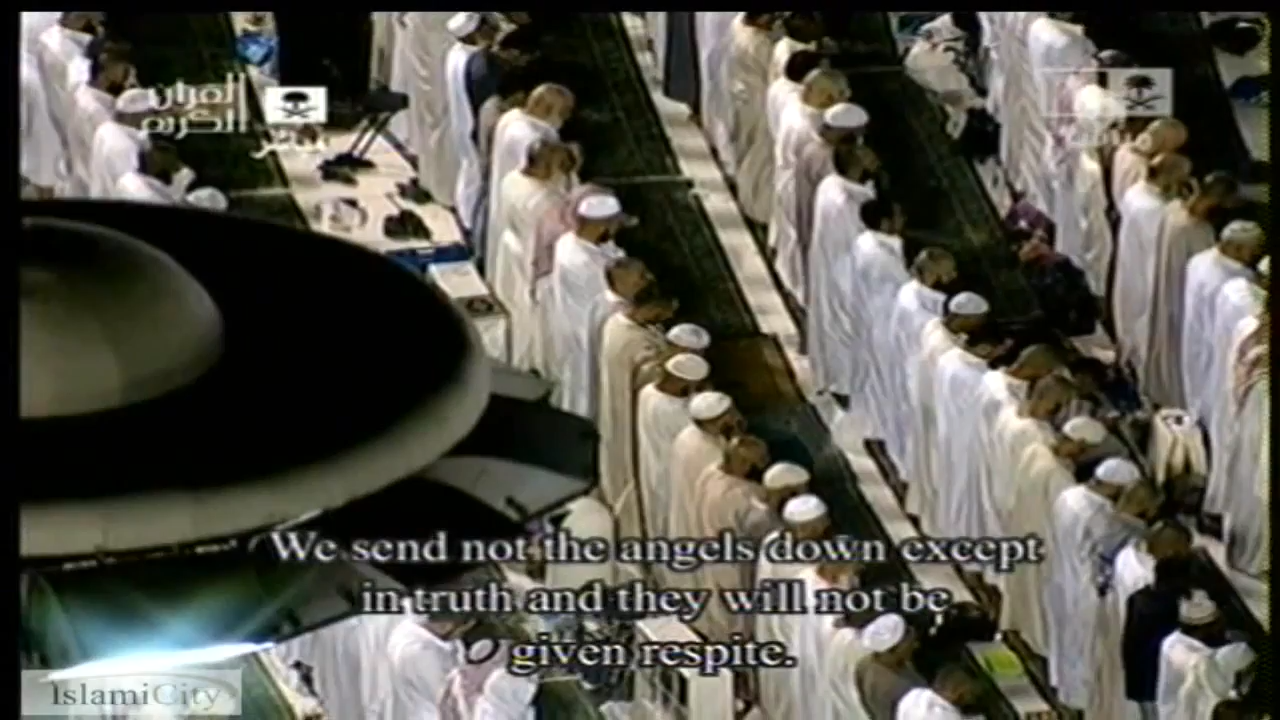 القرآن
الكريم
مباشر
We send not the angels down except
in truth and they will not be
given respite.
IslamiCity